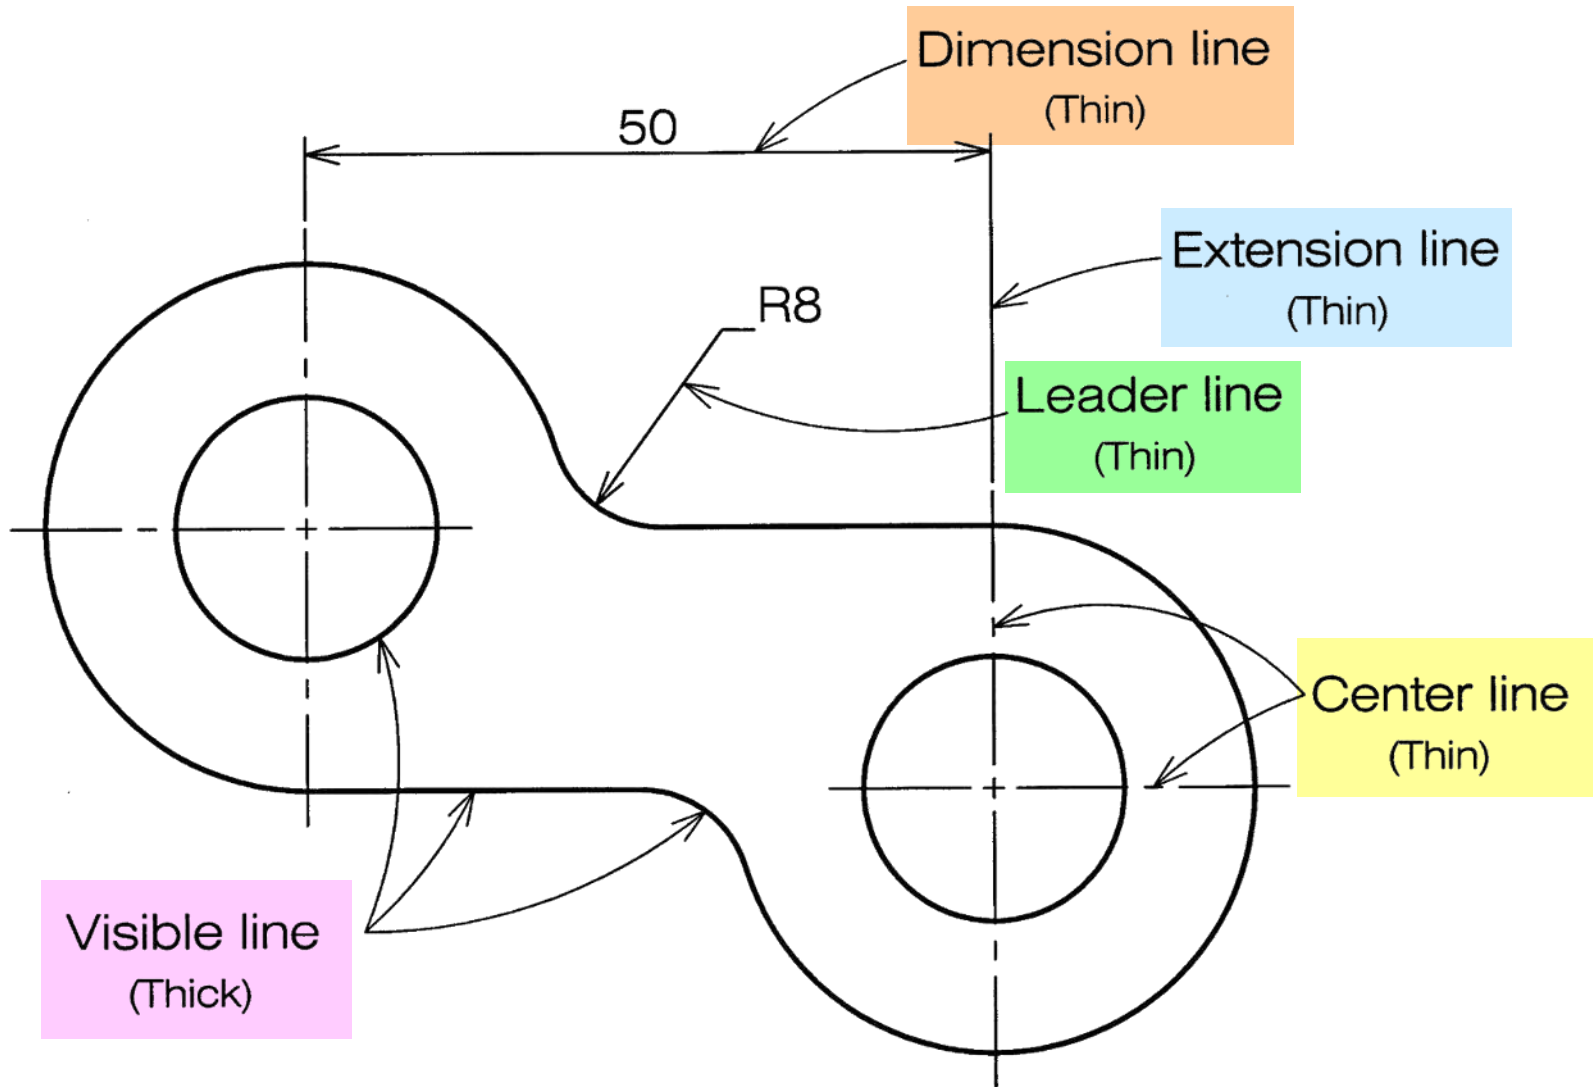 Dimension line
(Thin)
50
Extension line
(Thin)
R8
Leader line
(Thin)
Center line
(Thin)
Visible line
(Thick)